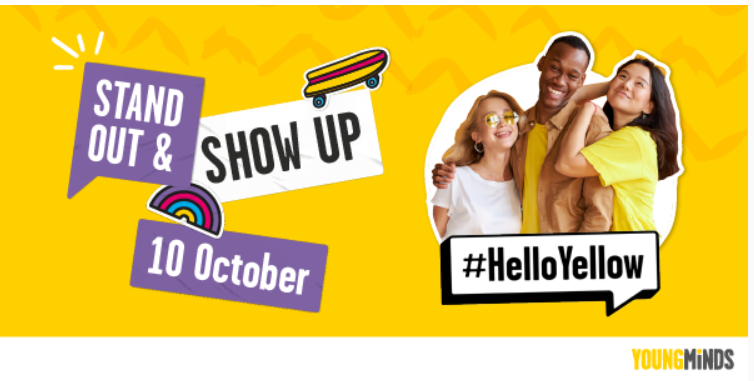 STAND
OUT &
SHOW UP
10 October
#HelloYellow
YOUNGMiNDS